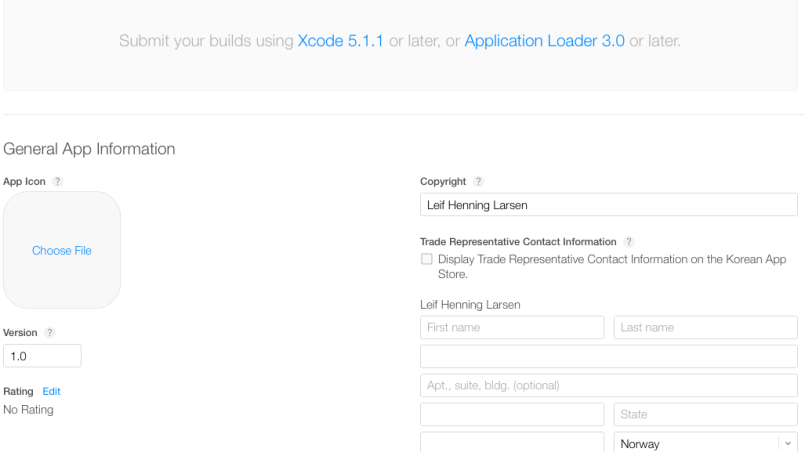 Submit your builds using Xcode 5.1.1 or later, or Application Loader 3.0 or later.
General App Information
App Icon ?
Choose File
Version ?
1.0
Rating Edit
No Rating
Copyright ?
Leif Henning Larsen
Trade Representative Contact Information ?
Display Trade Representative Contact Information on the Korean App
Store.
Leif Henning Larsen
First name Last name
Apt., suite, bldg. (optional)
State
Norway